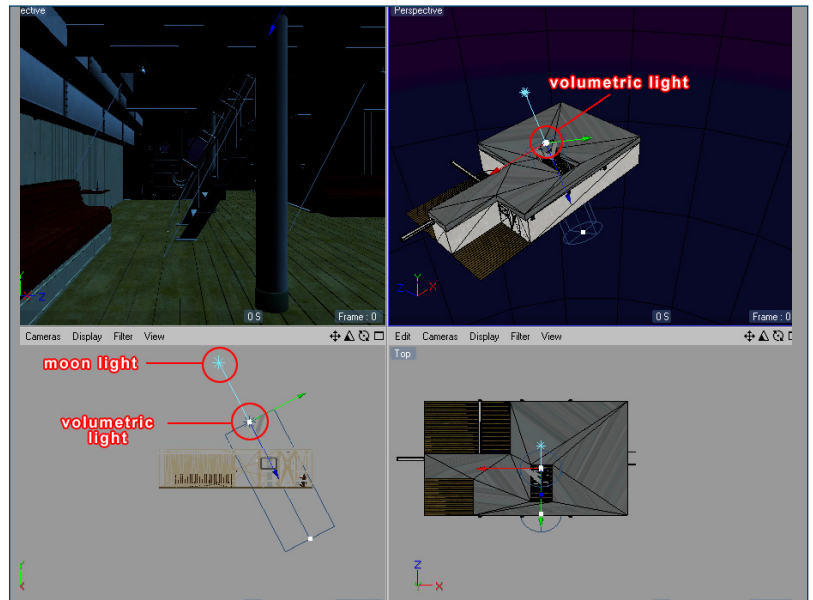 ective
Perspective
volumetric light
0 S
Frame : 0
0 S
Frame : 0
Cameras Display Filter View
Edit Cameras Display Filter View
moon light
Top
volumetric
light
Y
X
Z
Y
Z
X
Y
X
Z
Y
X